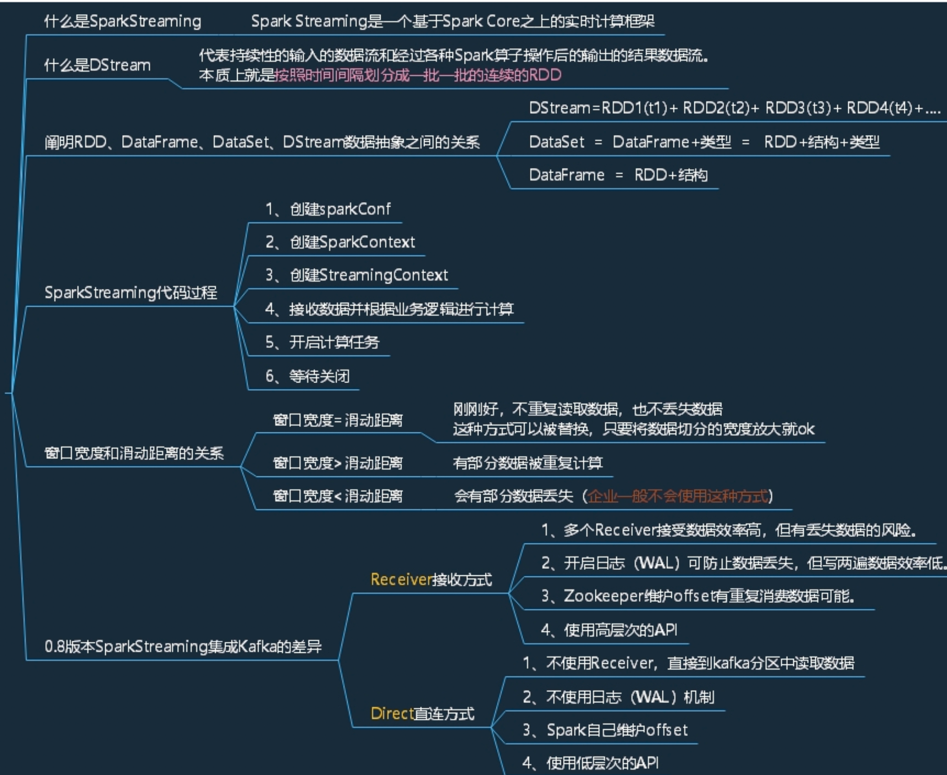 什么是SparkStreaming
Spark Streaming是一个基于Spark Core之上的实时计算框架
什么是DStream
代表持续性的输入的数据流和经过各种Spark算子操作后的输出的结果数据流。
本质上就是按照时间间隔划分成一批一批的连续的RDD
阐明RDD、DataFrame、DataSet、DStream数据抽象之间的关系
DStream=RDD1(t1)+ RDD2(t2)+ RDD3(t3)+ RDD4(t4)+....
DataSet = DataFrame+类型 = RDD+结构+类型
DataFrame = RDD+结构
SparkStreaming代码过程
1、创建sparkConf
2、创建SparkContext
3、创建StreamingContext
4、接收数据并根据业务逻辑进行计算
5、开启计算任务
6、等待关闭
窗口宽度和滑动距离的关系
窗口宽度=滑动距离
刚刚好，不重复读取数据，也不丢失数据
这种方式可以被替换，只要将数据切分的宽度放大就ok
窗口宽度>滑动距离
有部分数据被重复计算
窗口宽度<滑动距离
会有部分数据丢失（企业一般不会使用这种方式）
0.8版本SparkStreaming集成Kafka的差异
Receiver接收方式
1、多个Receiver接受数据效率高，但有丢失数据的风险。
2、开启日志（WAL）可防止数据丢失，但写两遍数据效率低。
3、Zookeeper维护offset有重复消费数据可能。
4、使用高层次的API
Direct直连方式
1、不使用Receiver，直接到kafka分区中读取数据
2、不使用日志（WAL）机制
3、Spark自己维护offset
4、使用低层次的API